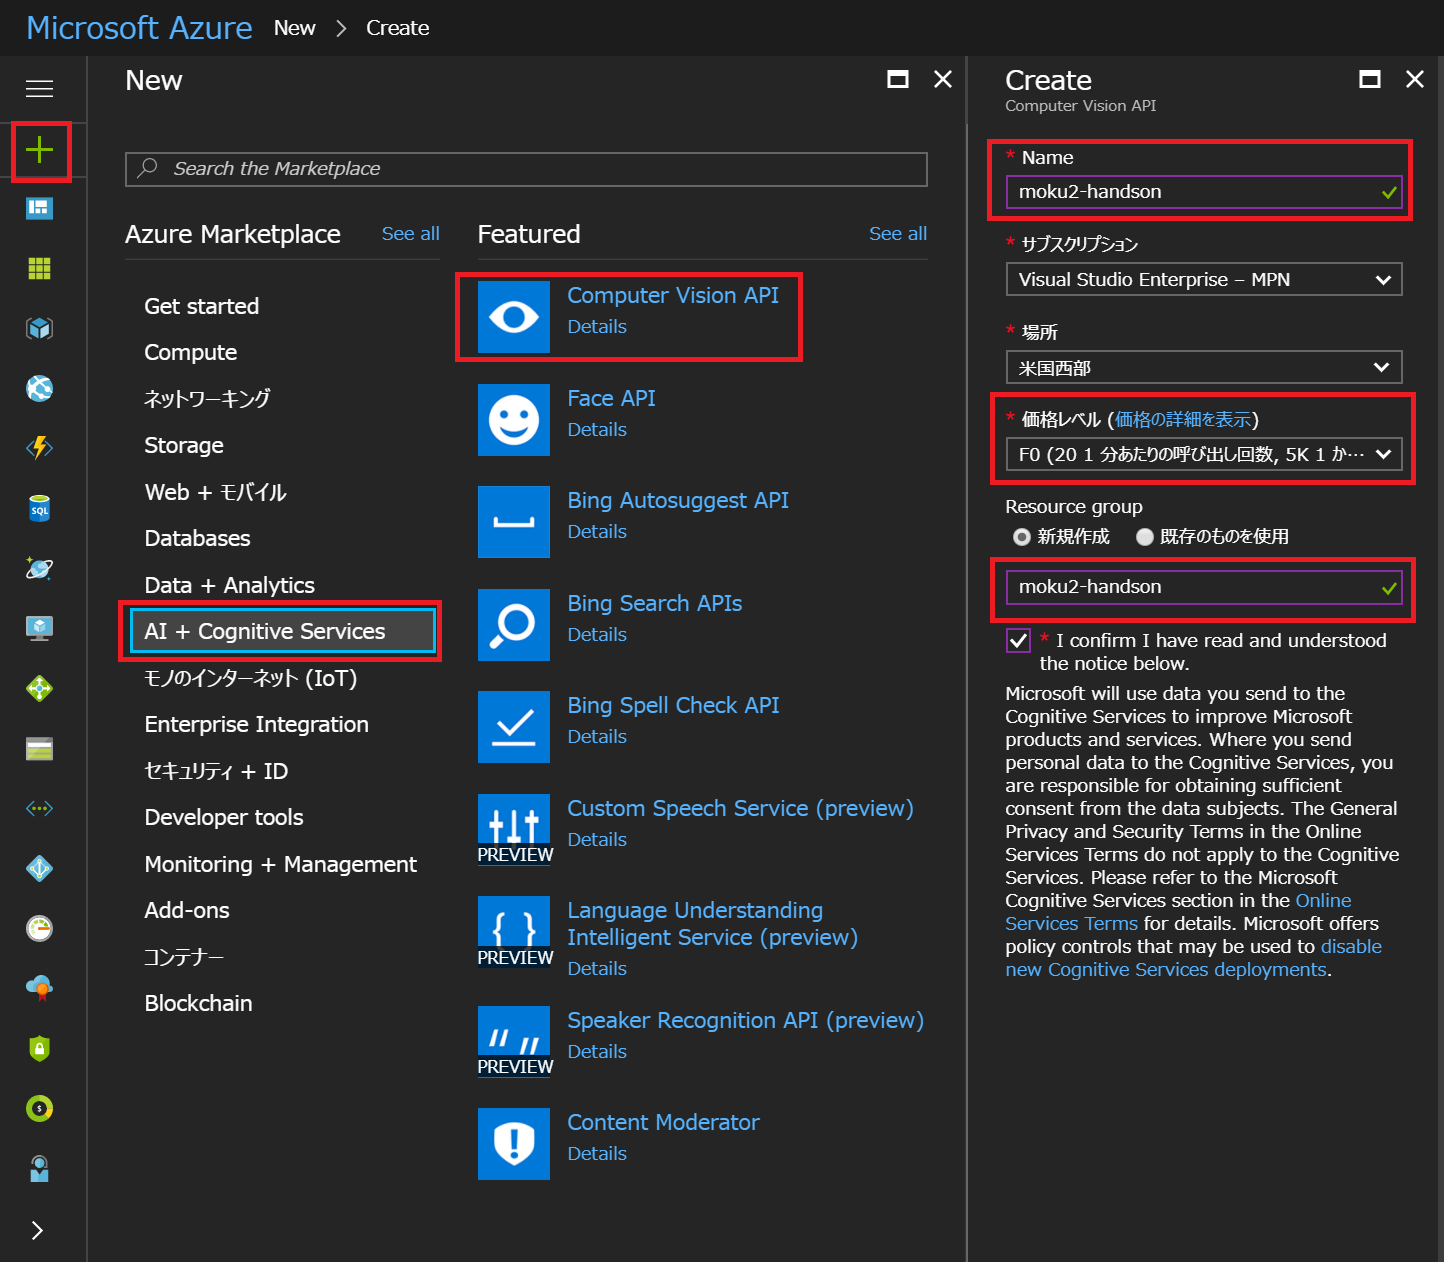 Microsoft Azure New > Create
New
Search the Marketplace
Azure Marketplace See all
Get started
Compute
ネットワーキング
Storage
Web + モバイル
Databases
Data + Analytics
AI + Cognitive Services
モノのインターネット (IoT)
Enterprise Integration
セキュリティ + ID
Developer tools
Monitoring + Management
Add-ons
コンテナー
Blockchain
Featured See all
Computer Vision API
Details
Face API
Details
Bing Autosuggest API
Details
Bing Search APIs
Details
Bing Spell Check API
Details
Custom Speech Service (preview)
PREVIEW
Details
Language Understanding
Intelligent Service (preview)
PREVIEW
Details
Speaker Recognition API (preview)
PREVIEW
Details
Content Moderator
Details
Create
Computer Vision API
* Name
moku2-handson
* サブスクリプション
Visual Studio Enterprise – MPN
* 場所
米国西部
* 価格レベル (価格の詳細を表示)
F0 (20 1 分あたりの呼び出し回数, 5K 1 か…
Resource group
新規作成 既存のものを使用
moku2-handson
* I confirm I have read and understood
the notice below.
Microsoft will use data you send to the
Cognitive Services to improve Microsoft
products and services. Where you send
personal data to the Cognitive Services, you
are responsible for obtaining sufficient
consent from the data subjects. The General
Privacy and Security Terms in the Online
Services Terms do not apply to the Cognitive
Services. Please refer to the Microsoft
Cognitive Services section in the Online
Services Terms for details. Microsoft offers
policy controls that may be used to disable
new Cognitive Services deployments.
SQL